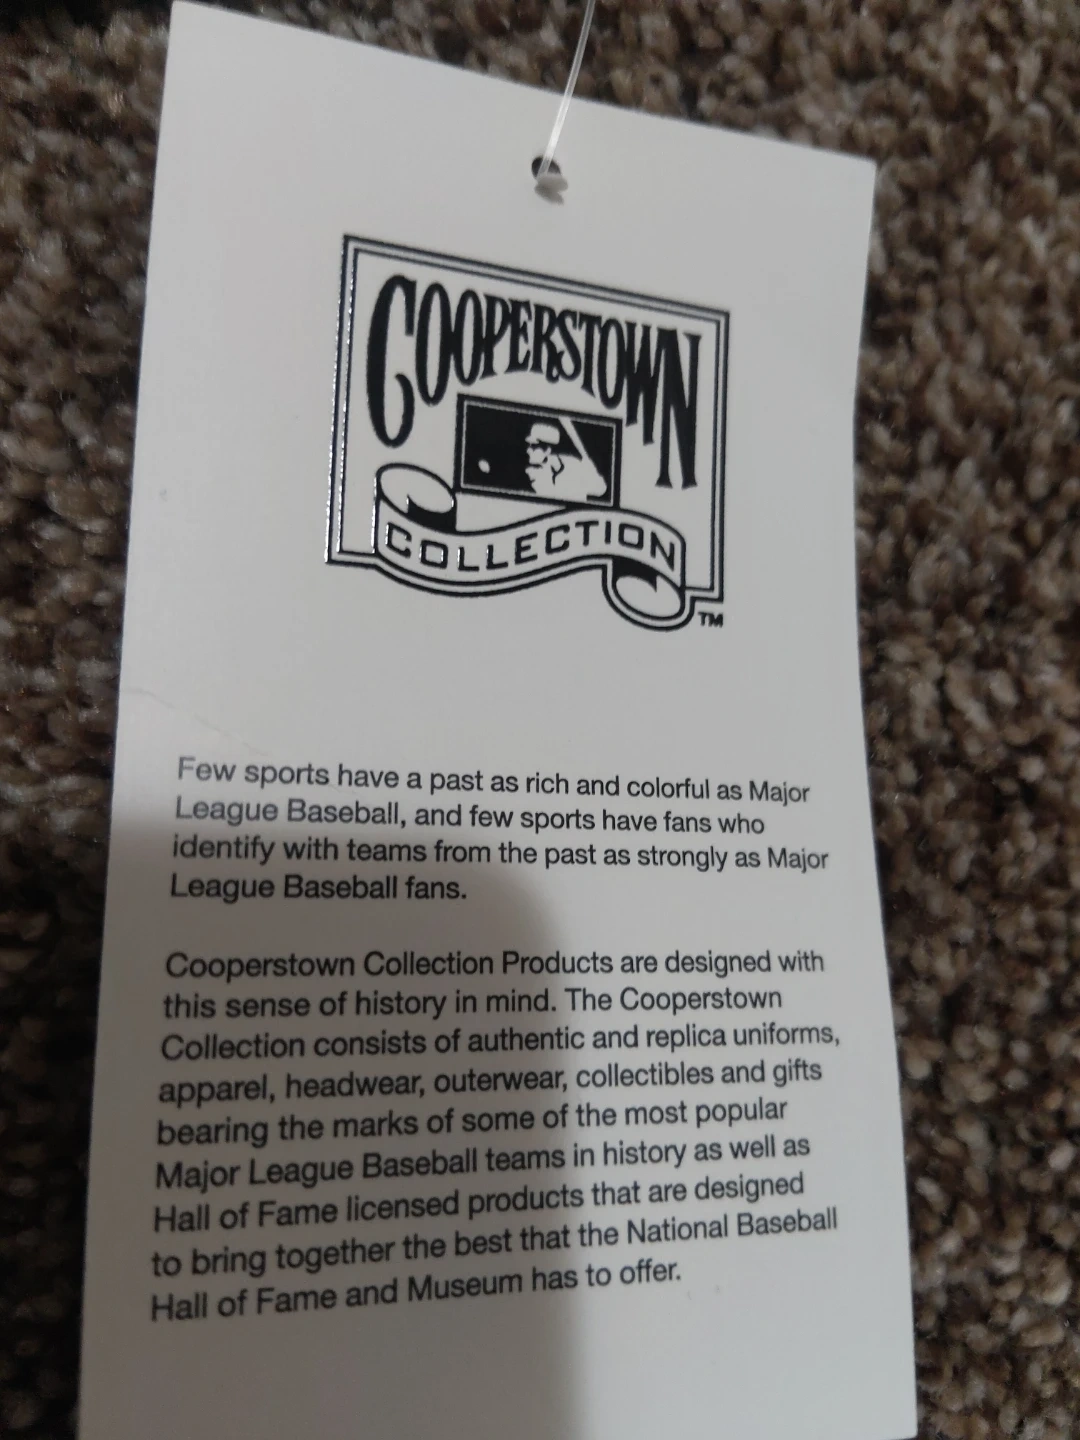 COOPERSTOWN
COLLECTION
TM
Few sports have a past as rich and colorful as Major
League Baseball, and few sports have fans who
identify with teams from the past as strongly as Major
League Baseball fans.
Cooperstown Collection Products are designed with
this sense of history in mind. The Cooperstown
Collection consists of authentic and replica uniforms,
apparel, headwear, outerwear, collectibles and gifts
bearing the marks of some of the most popular
Major League Baseball teams in history as well as
Hall of Fame licensed products that are designed
to bring together the best that the National Baseball
Hall of Fame and Museum has to offer.